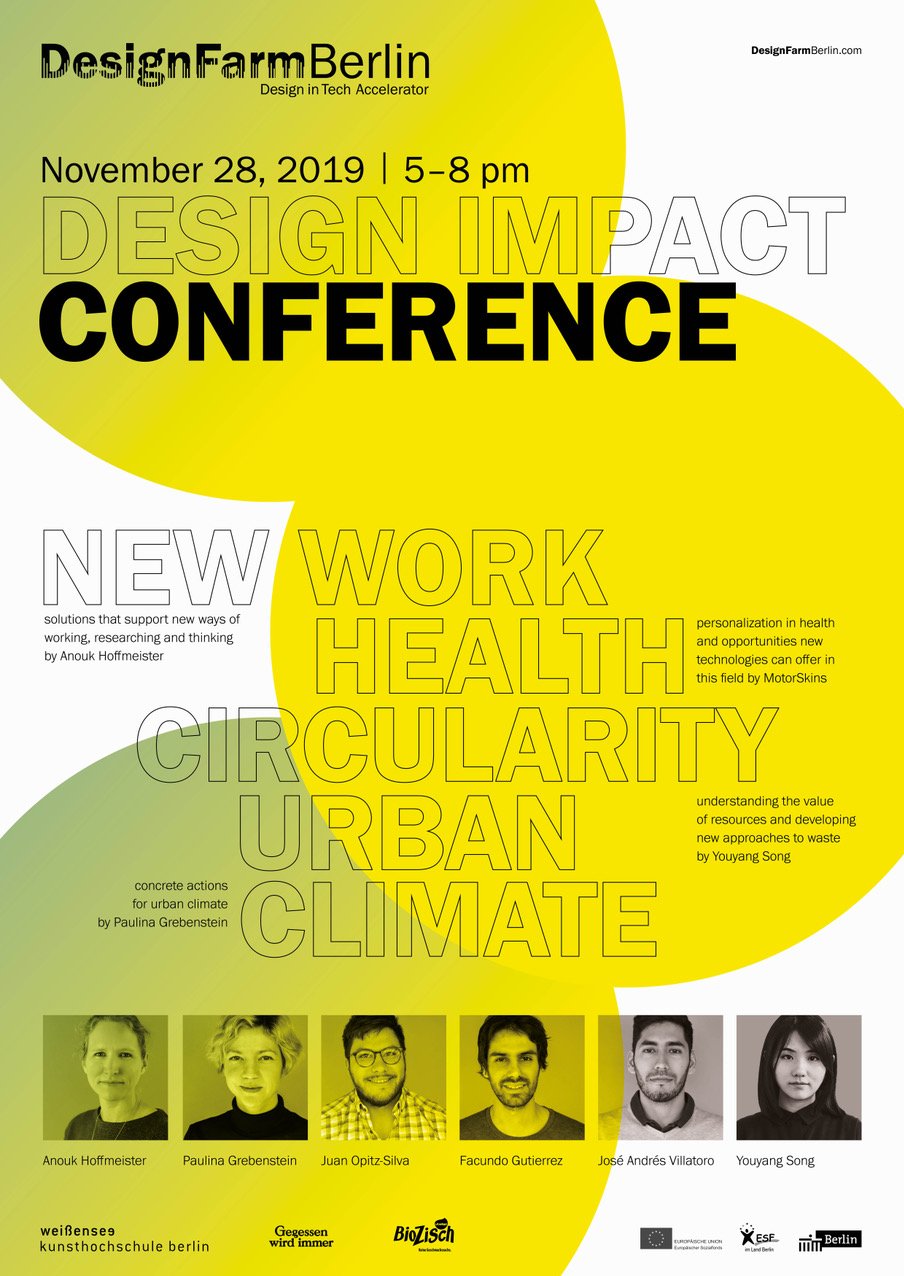 DesignFarmBerlin
Design in Tech Accelerator
DesignFarmBerlin.com
November 28, 2019 | 5–8 pm
DESIGN IMPACT
CONFERENCE
NEW WORK
solutions that support new ways of
working, researching and thinking
by Anouk Hoffmeister
HEALTH
personalization in health
and opportunities new
technologies can offer in
this field by MotorSkins
CIRCULARITY
understanding the value
of resources and developing
new approaches to waste
by Youyang Song
URBAN
CLIMATE
concrete actions
for urban climate
by Paulina Grebenstein
Anouk Hoffmeister
Paulina Grebenstein
Juan Opitz-Silva
Facundo Gutierrez
José Andrés Villatoro
Youyang Song
weißensee
kunsthochschule berlin
Gegessen
wird immer
BioZisch
EUROPÄISCHE UNION
Europäischer Sozialfonds
ESF
im Land Berlin
Berlin